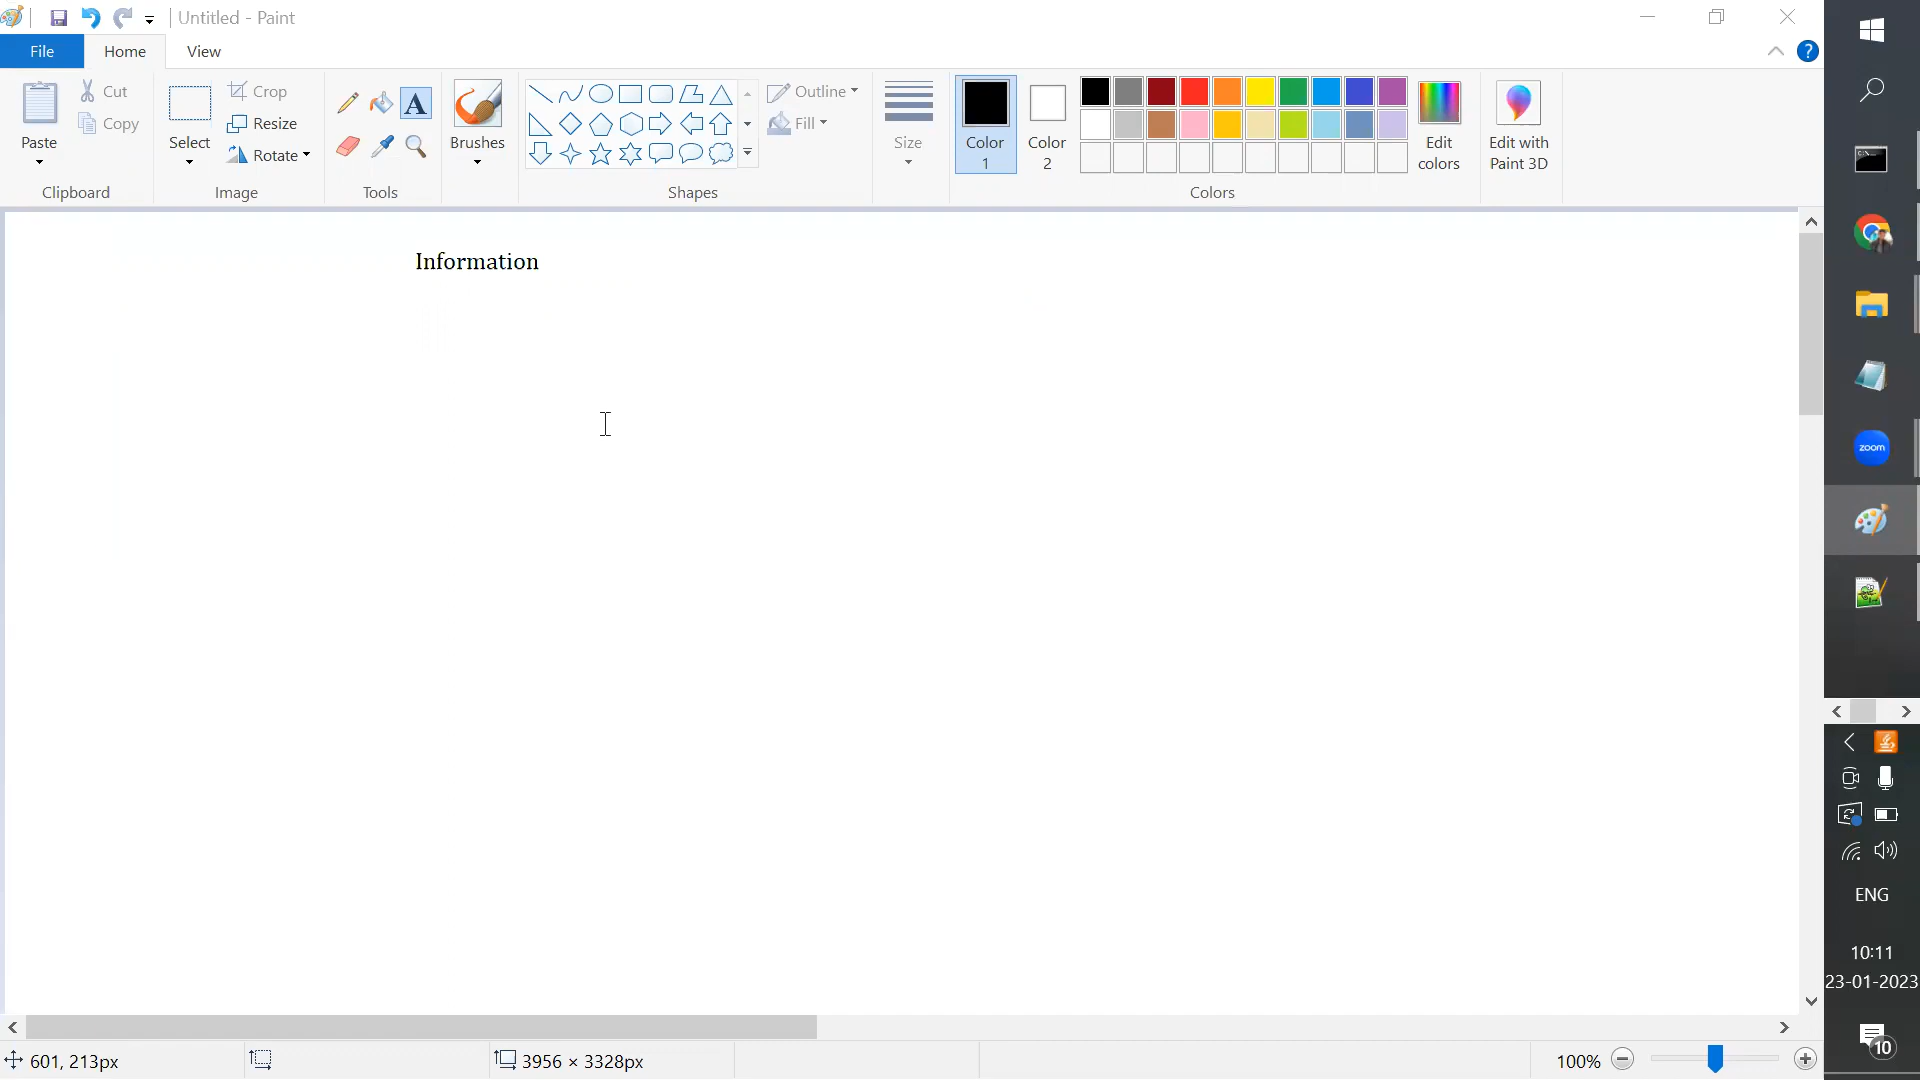 Untitled - Paint
File
Home
View
?
Paste
Cut
Copy
Clipboard
Select
Crop
Resize
Rotate
Image
A
Tools
Brushes
Shapes
Outline
Fill
Size
Color
1
Color
2
Edit
colors
Colors
Edit with
Paint 3D
Information
zoom
ENG
10:11
23-01-2023
10
601, 213px
3956 × 3328px
100%